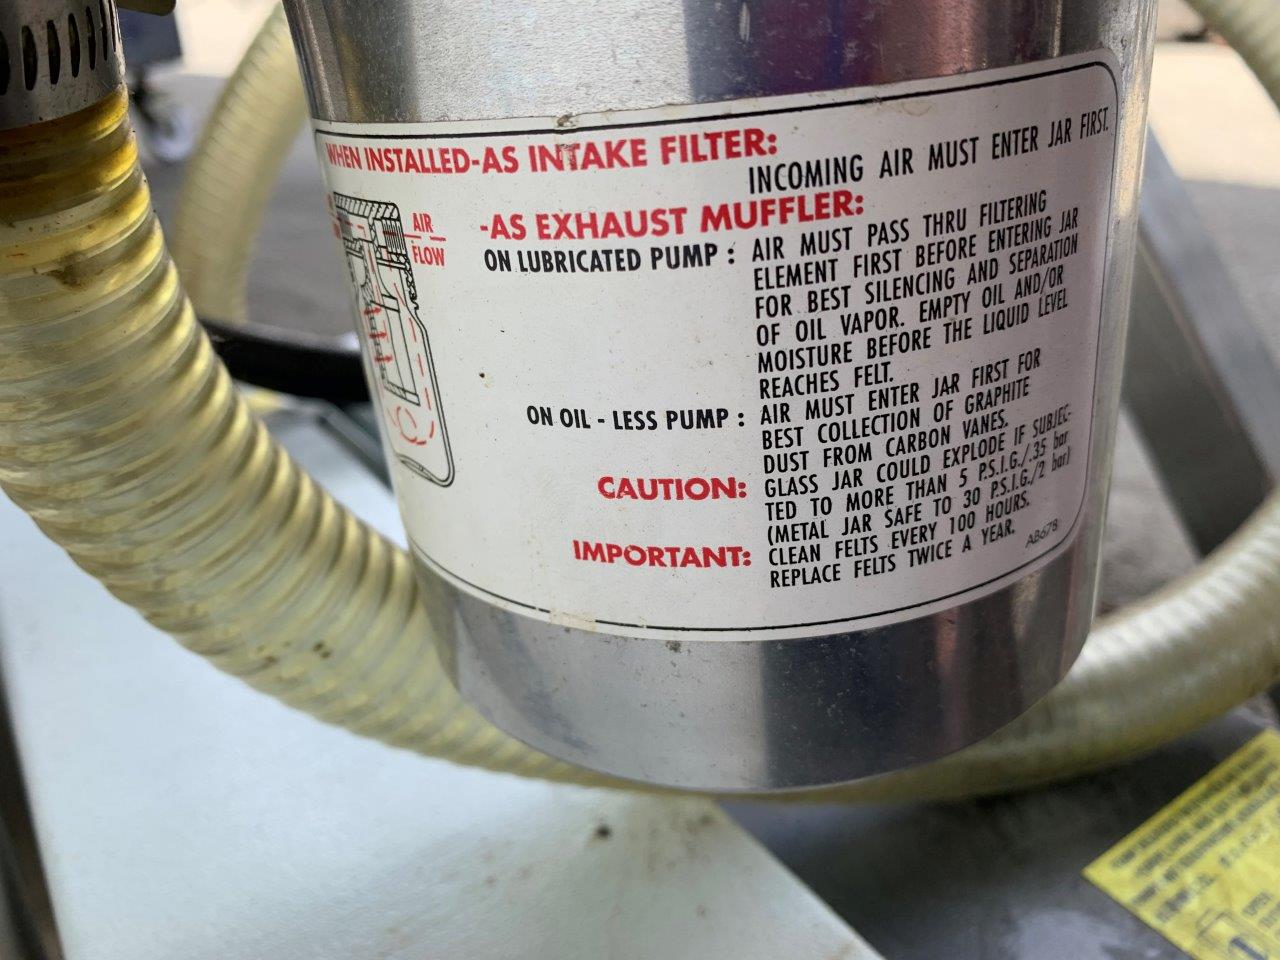 WHEN INSTALLED-AS INTAKE FILTER:
INCOMING AIR MUST ENTER JAR FIRST.
-AS EXHAUST MUFFLER:
ON LUBRICATED PUMP : AIR MUST PASS THRU FILTERING
ELEMENT FIRST BEFORE ENTERING JAR
FOR BEST SILENCING AND SEPARATION
OF OIL VAPOR. EMPTY OIL AND/OR
MOISTURE BEFORE THE LIQUID LEVEL
REACHES FELT.
ON OIL - LESS PUMP : AIR MUST ENTER JAR FIRST FOR
BEST COLLECTION OF GRAPHITE
DUST FROM CARBON VANES.
CAUTION: GLASS JAR COULD EXPLODE IF SUBJEC-
TED TO MORE THAN 5 P.S.I.G./.35 bar
(METAL JAR SAFE TO 30 P.S.I.G./2 bar)
IMPORTANT: CLEAN FELTS EVERY 100 HOURS.
REPLACE FELTS TWICE A YEAR.
AB678
AIR
FLOW